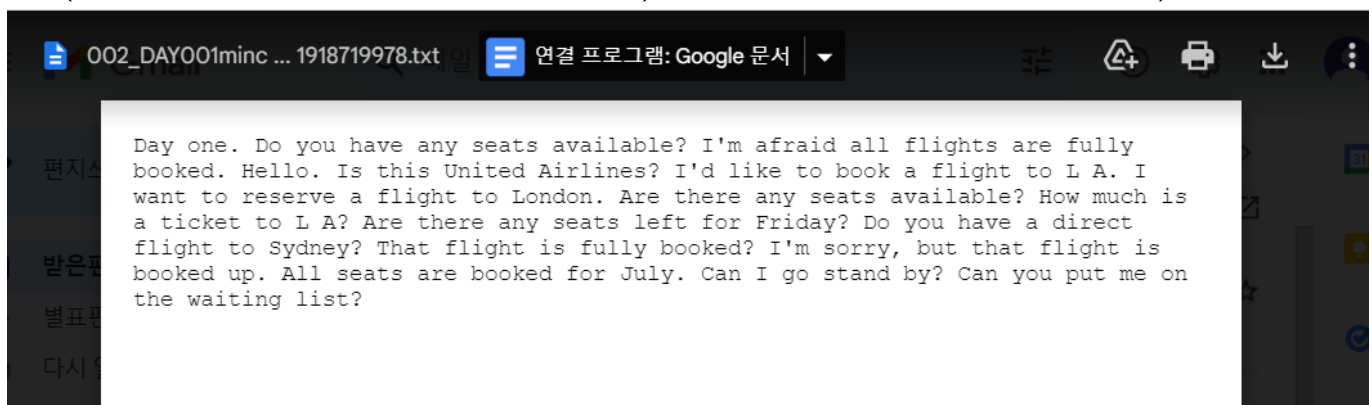 002_DAY001minc ... 1918719978.txt
연결 프로그램: Google 문서
Gmail
Day one. Do you have any seats available? I'm afraid all flights are fully
booked. Hello. Is this United Airlines? I'd like to book a flight to L A. I
want to reserve a flight to London. Are there any seats available? How much is
a ticket to L A? Are there any seats left for Friday? Do you have a direct
flight to Sydney? That flight is fully booked? I'm sorry, but that flight is
booked up. All seats are booked for July. Can I go stand by? Can you put me on
the waiting list?
편지쓰
받은편
별표편
다시
31